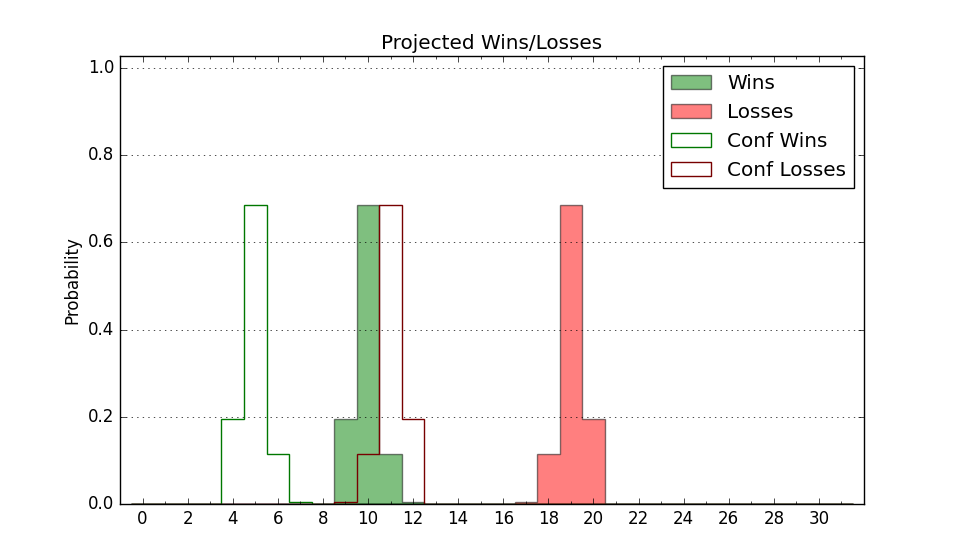 Projected Wins/Losses
Wins
Losses
Conf Wins
Conf Losses
Probability
1.0
0.8
0.6
0.4
0.2
0.0
0 2 4 6 8 10 12 14 16 18 20 22 24 26 28 30